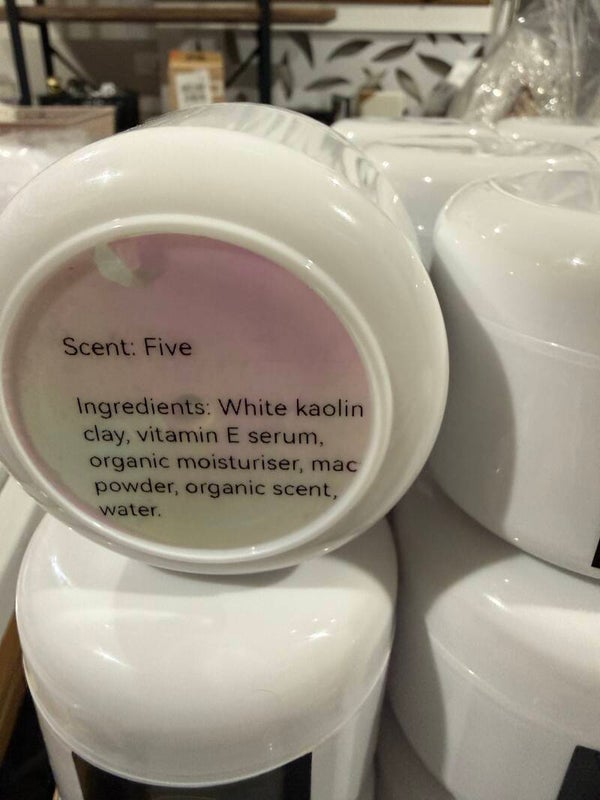 Scent: Five
Ingredients: White kaolin
clay, vitamin E serum,
organic moisturiser, mac
powder, organic scent,
water.